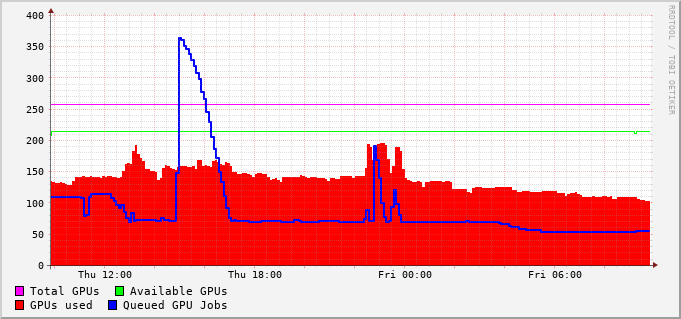 400
350
300
250
200
150
100
50
0
Thu 12:00 Thu 18:00 Fri 00:00 Fri 06:00
Total GPUs Available GPUs
GPUs used Queued GPU Jobs
RRDTOOL / TOBI OETIKER